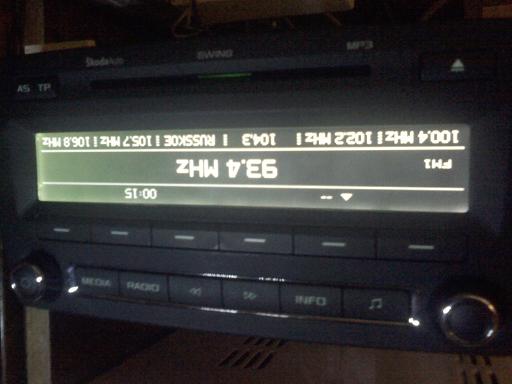 ŠkodaAuto SWING MP3
AS TP
-- 00:15
FM1 93.4 MHz
100.4 MHz 102.2 MHz 104.3 RUSSKOE 105.7 MHz 106.8 MHz
MEDIA RADIO INFO